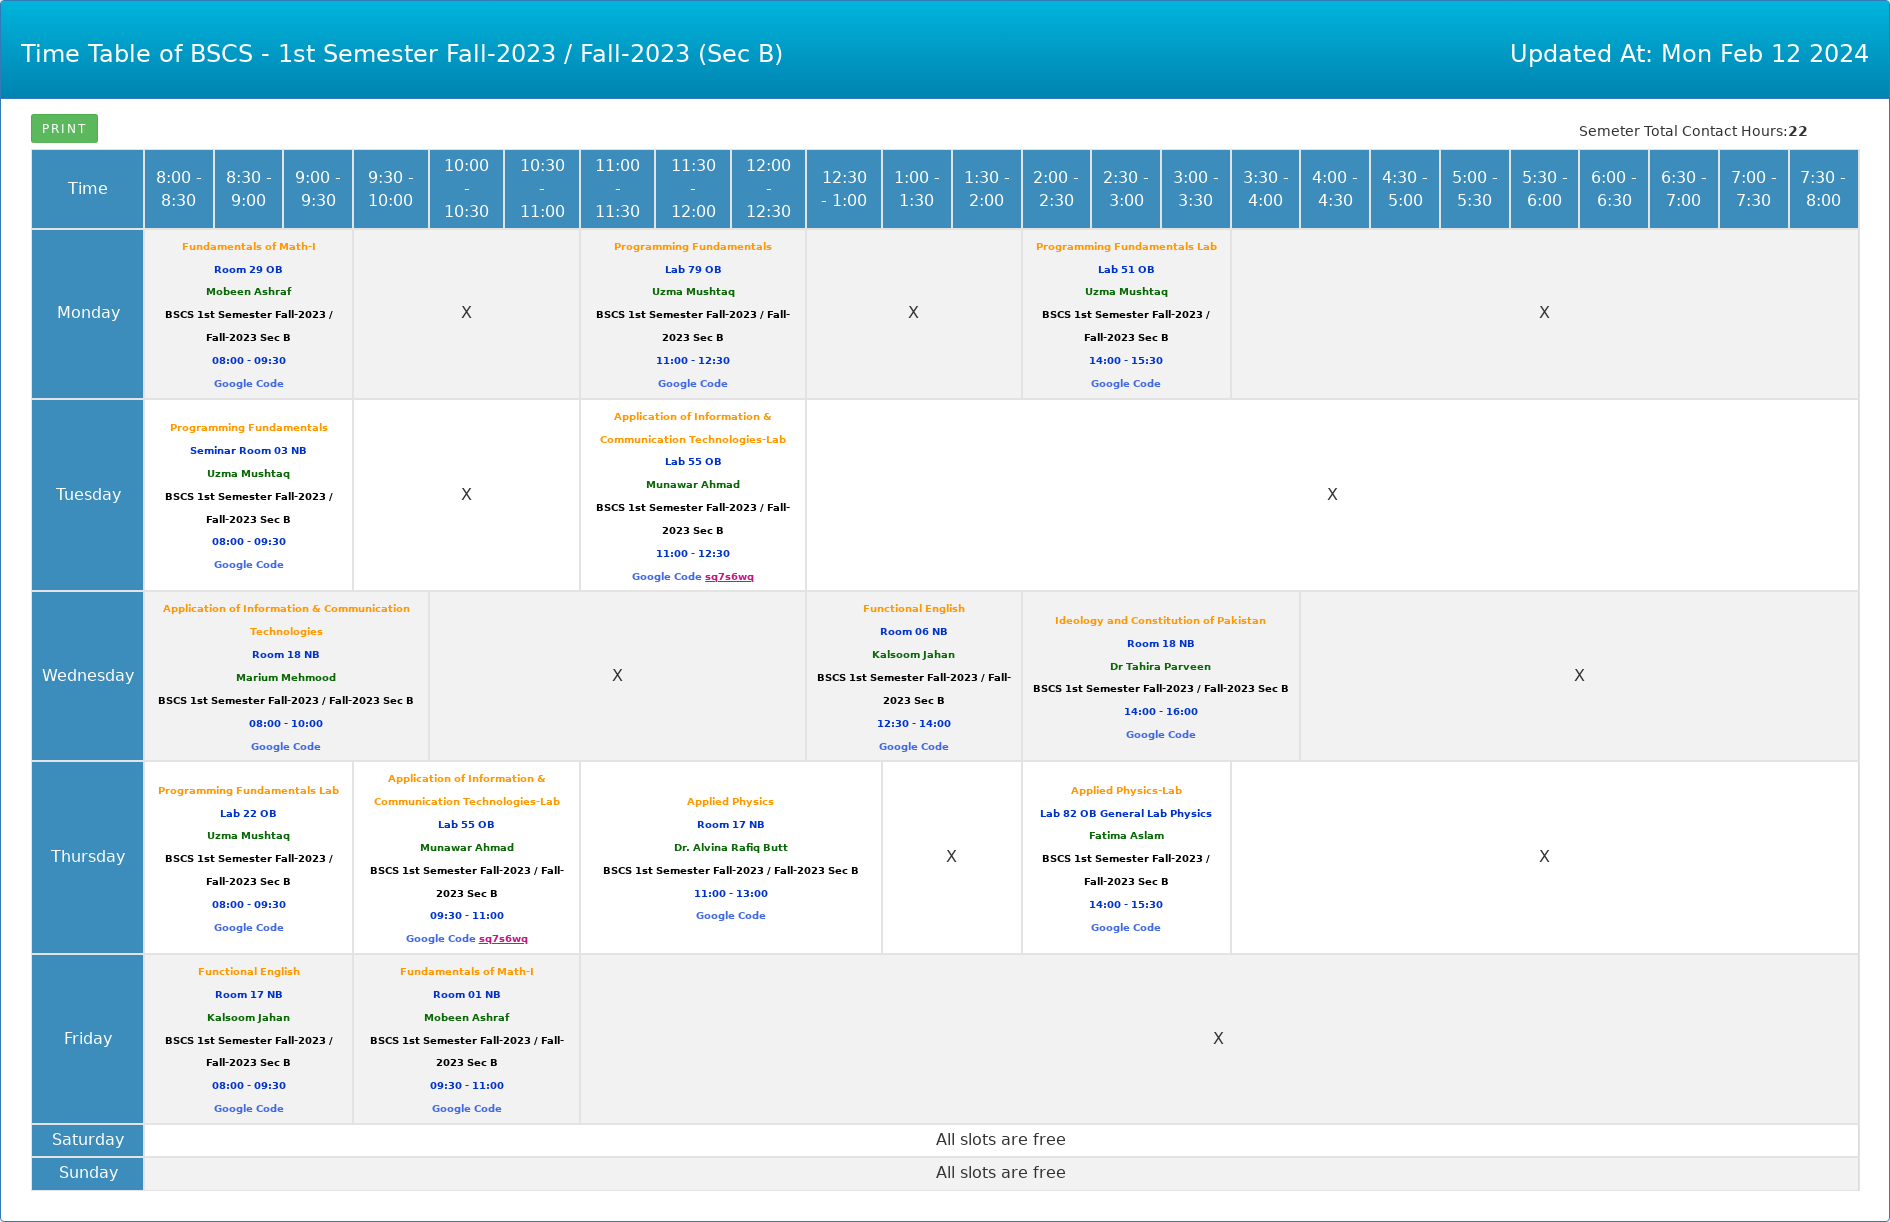 Time Table of BSCS - 1st Semester Fall-2023 / Fall-2023 (Sec B)
Updated At: Mon Feb 12 2024
PRINT
Semeter Total Contact Hours:22
Time
8:00 -
8:30
8:30 -
9:00
9:00 -
9:30
9:30 -
10:00
10:00
-
10:30
10:30
-
11:00
11:00
-
11:30
11:30
-
12:00
12:00
-
12:30
12:30
- 1:00
1:00 -
1:30
1:30 -
2:00
2:00 -
2:30
2:30 -
3:00
3:00 -
3:30
3:30 -
4:00
4:00 -
4:30
4:30 -
5:00
5:00 -
5:30
5:30 -
6:00
6:00 -
6:30
6:30 -
7:00
7:00 -
7:30
7:30 -
8:00
Monday
Fundamentals of Math-I
Room 29 OB
Mobeen Ashraf
BSCS 1st Semester Fall-2023 /
Fall-2023 Sec B
08:00 - 09:30
Google Code
X
Programming Fundamentals
Lab 79 OB
Uzma Mushtaq
BSCS 1st Semester Fall-2023 / Fall-
2023 Sec B
11:00 - 12:30
Google Code
X
Programming Fundamentals Lab
Lab 51 OB
Uzma Mushtaq
BSCS 1st Semester Fall-2023 /
Fall-2023 Sec B
14:00 - 15:30
Google Code
X
Tuesday
Programming Fundamentals
Seminar Room 03 NB
Uzma Mushtaq
BSCS 1st Semester Fall-2023 /
Fall-2023 Sec B
08:00 - 09:30
Google Code
X
Application of Information &
Communication Technologies-Lab
Lab 55 OB
Munawar Ahmad
BSCS 1st Semester Fall-2023 / Fall-
2023 Sec B
11:00 - 12:30
Google Code sq7s6wq
X
Wednesday
Application of Information & Communication
Technologies
Room 18 NB
Marium Mehmood
BSCS 1st Semester Fall-2023 / Fall-2023 Sec B
08:00 - 10:00
Google Code
X
Functional English
Room 06 NB
Kalsoom Jahan
BSCS 1st Semester Fall-2023 / Fall-
2023 Sec B
12:30 - 14:00
Google Code
Ideology and Constitution of Pakistan
Room 18 NB
Dr Tahira Parveen
BSCS 1st Semester Fall-2023 / Fall-2023 Sec B
14:00 - 16:00
Google Code
X
Thursday
Programming Fundamentals Lab
Lab 22 OB
Uzma Mushtaq
BSCS 1st Semester Fall-2023 /
Fall-2023 Sec B
08:00 - 09:30
Google Code
Application of Information &
Communication Technologies-Lab
Lab 55 OB
Munawar Ahmad
BSCS 1st Semester Fall-2023 / Fall-
2023 Sec B
09:30 - 11:00
Google Code sq7s6wq
Applied Physics
Room 17 NB
Dr. Alvina Rafiq Butt
BSCS 1st Semester Fall-2023 / Fall-2023 Sec B
11:00 - 13:00
Google Code
X
Applied Physics-Lab
Lab 82 OB General Lab Physics
Fatima Aslam
BSCS 1st Semester Fall-2023 /
Fall-2023 Sec B
14:00 - 15:30
Google Code
X
Friday
Functional English
Room 17 NB
Kalsoom Jahan
BSCS 1st Semester Fall-2023 /
Fall-2023 Sec B
08:00 - 09:30
Google Code
Fundamentals of Math-I
Room 01 NB
Mobeen Ashraf
BSCS 1st Semester Fall-2023 / Fall-
2023 Sec B
09:30 - 11:00
Google Code
X
Saturday
All slots are free
Sunday
All slots are free